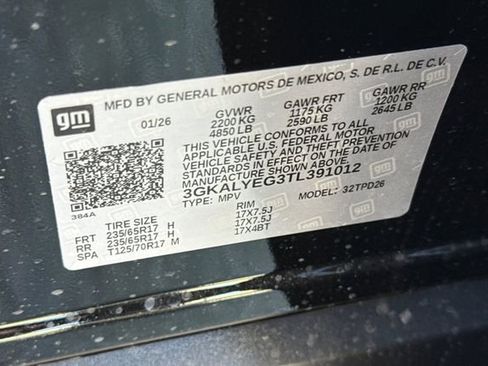 gm
MFD BY GENERAL MOTORS DE MEXICO, S. DE R.L. DE C.V.
01/26 GVWR GAWR FRT GAWR RR
2200 KG 1175 KG 1200 KG
4850 LB 2590 LB 2645 LB
THIS VEHICLE CONFORMS TO ALL
APPLICABLE U.S. FEDERAL MOTOR VEHICLE
SAFETY, BUMPER, AND THEFT PREVENTION
STANDARDS IN EFFECT ON THE DATE OF
MANUFACTURE SHOWN ABOVE.
3GKALYEG3TL391012
TYPE: MPV MODEL: 32TPD26
384A
TIRE SIZE RIM
FRT 235/65R17 H 17X7.5J
RR 235/65R17 H 17X7.5J
SPA T125/70R17 M 17X4BT